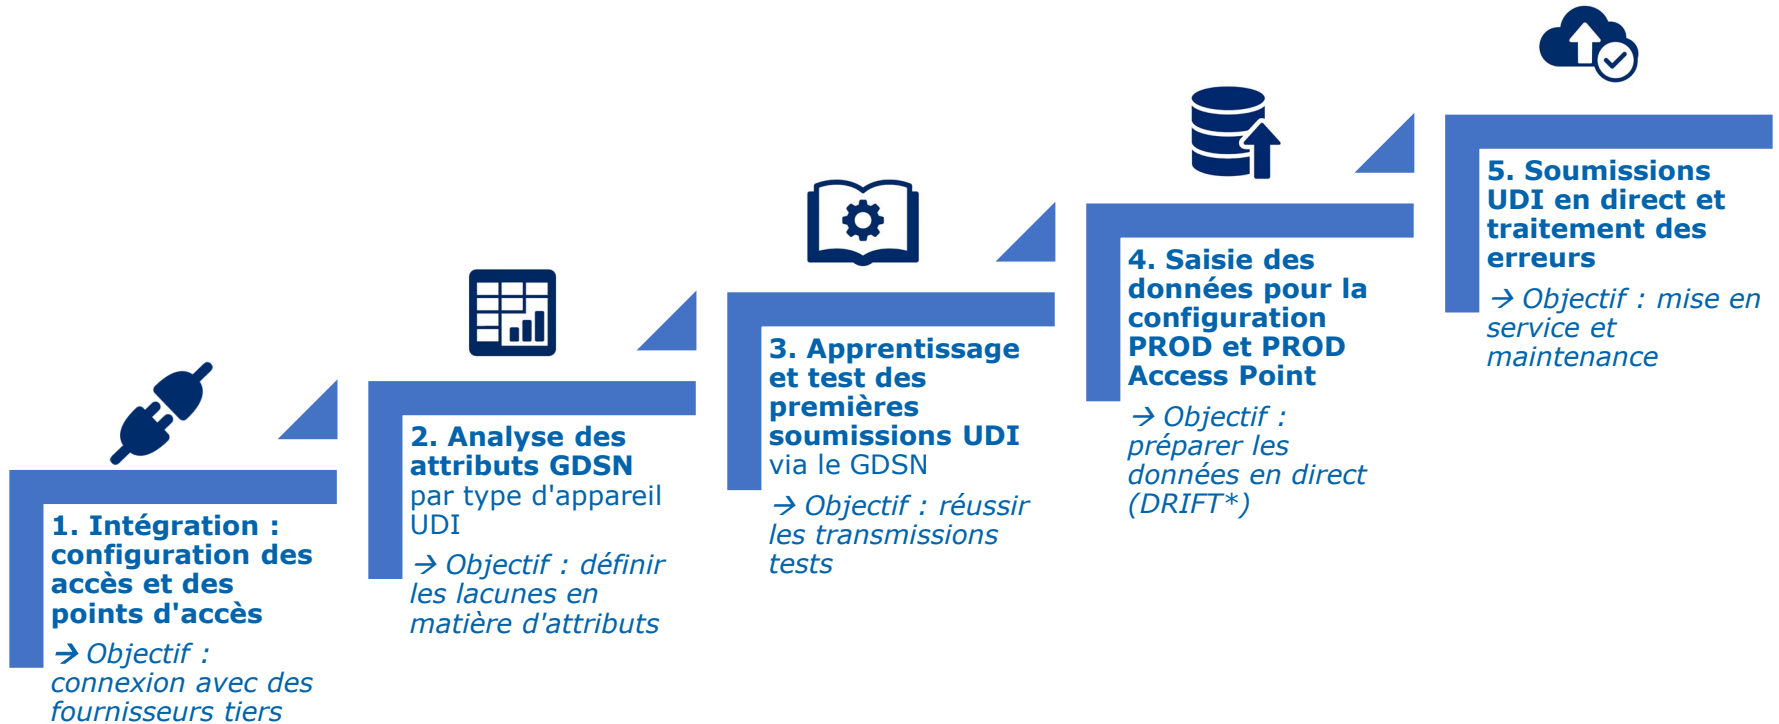 1. Intégration :
configuration des
accès et des
points d'accès
→ Objectif :
connexion avec des
fournisseurs tiers
2. Analyse des
attributs GDSN
par type d'appareil
UDI
→ Objectif : définir
les lacunes en
matière d'attributs
3. Apprentissage
et test des
premières
soumissions UDI
via le GDSN
→ Objectif : réussir
les transmissions
tests
4. Saisie des
données pour la
configuration
PROD et PROD
Access Point
→ Objectif :
préparer les
données en direct
(DRIFT*)
5. Soumissions
UDI en direct et
traitement des
erreurs
→ Objectif : mise en
service et
maintenance